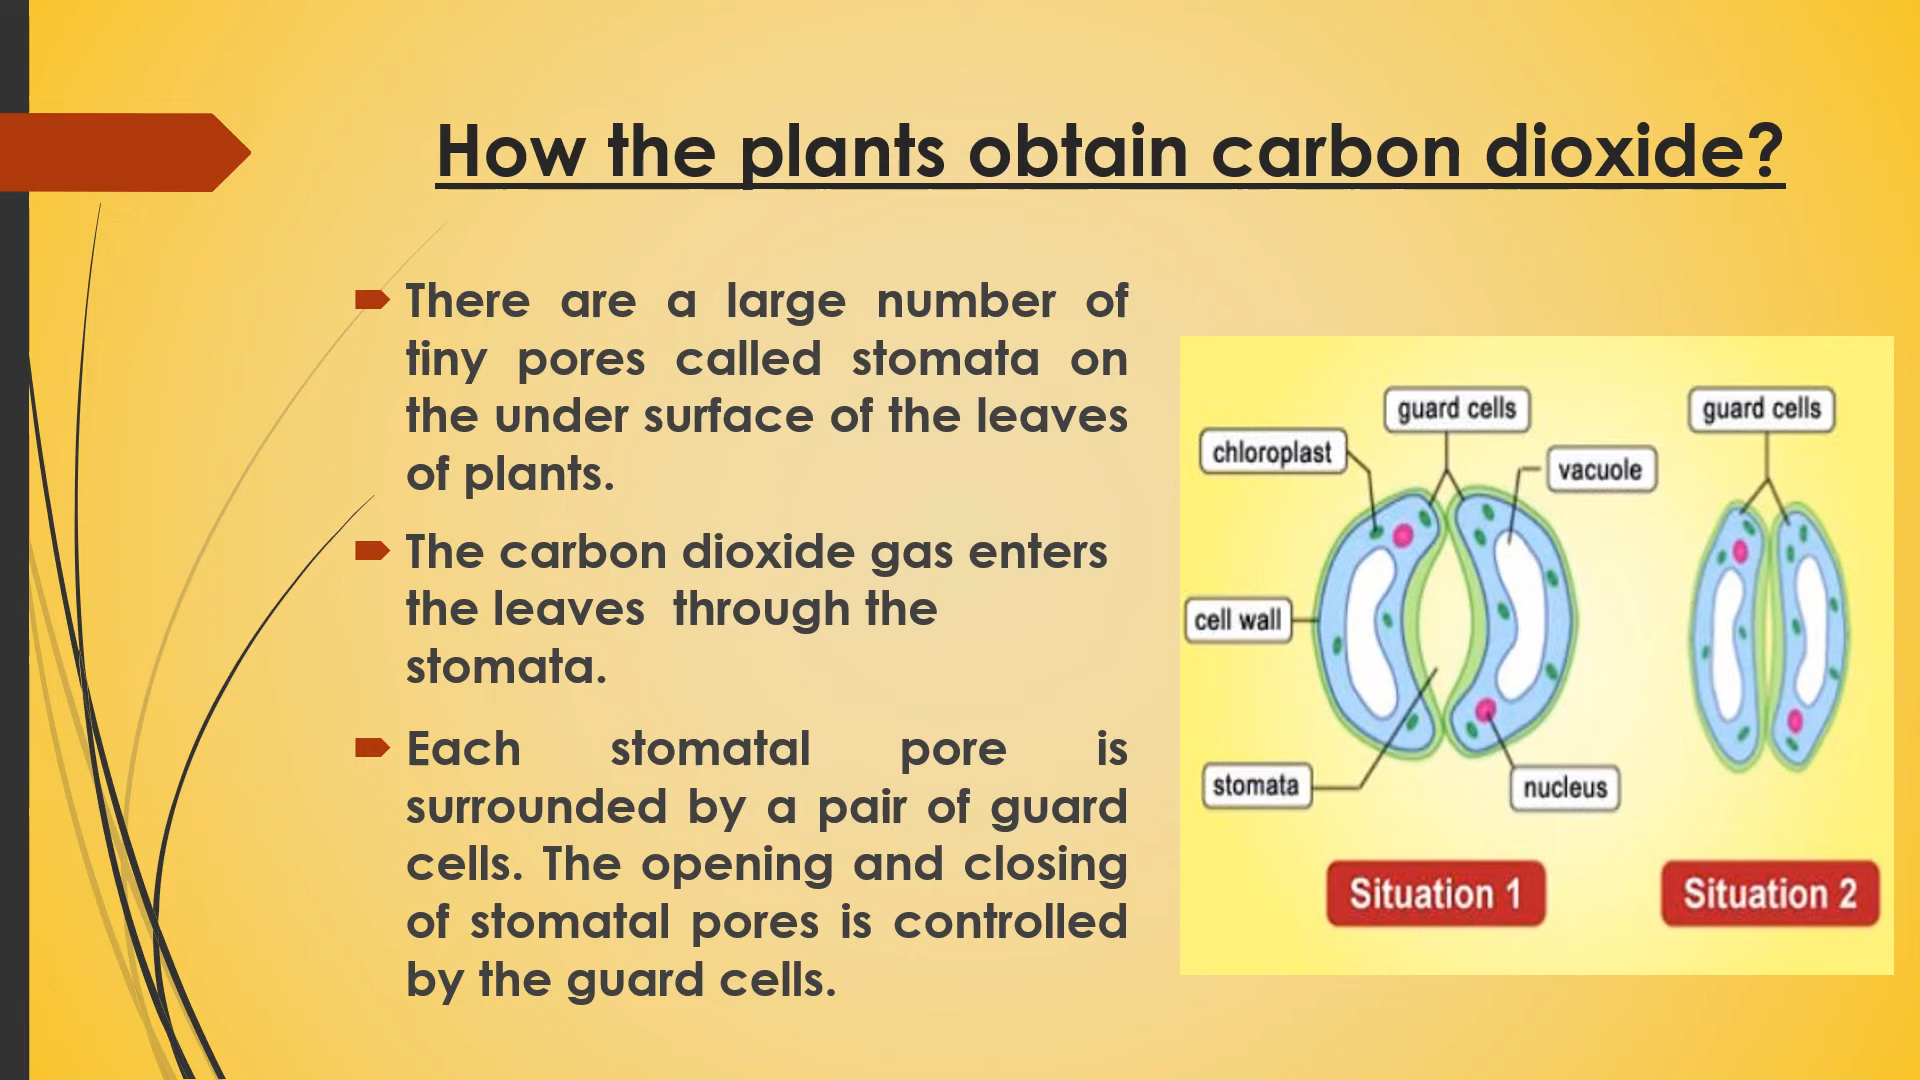 How the plants obtain carbon dioxide?
There are a large number of
tiny pores called stomata on
the under surface of the leaves
of plants.
The carbon dioxide gas enters
the leaves  through the
stomata.
Each stomatal pore is
surrounded by a pair of guard
cells. The opening and closing
of stomatal pores is controlled
by the guard cells.
guard cells
guard cells
chloroplast
vacuole
cell wall
stomata
nucleus
Situation 1
Situation 2